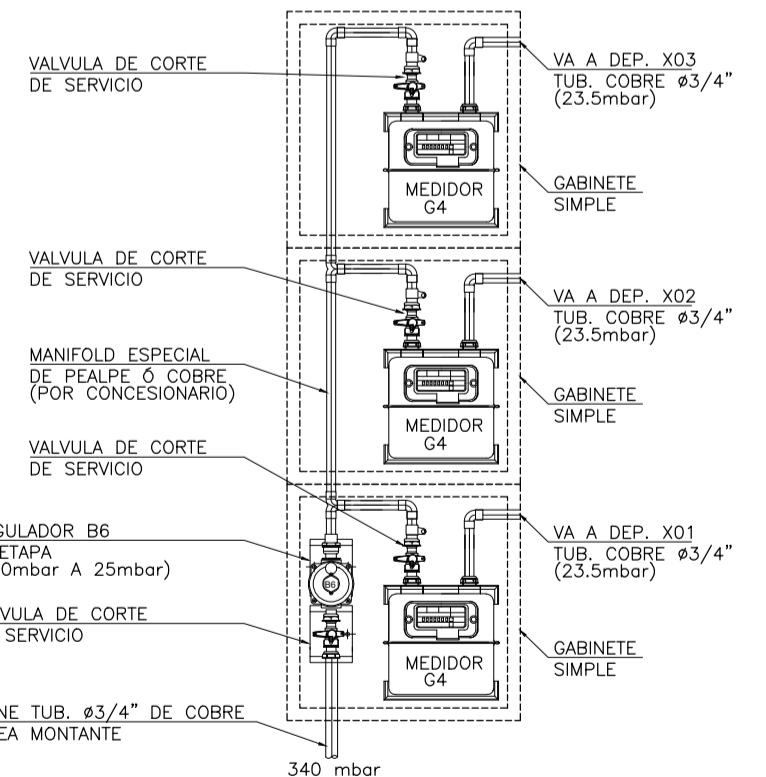 VALVULA DE CORTE
DE SERVICIO
VA A DEP. X03
TUB. COBRE ø3/4"
(23.5mbar)
MEDIDOR
G4
GABINETE
SIMPLE
VALVULA DE CORTE
DE SERVICIO
VA A DEP. X02
TUB. COBRE ø3/4"
(23.5mbar)
MANIFOLD ESPECIAL
DE PEALPE Ó COBRE
(POR CONCESIONARIO)
MEDIDOR
G4
GABINETE
SIMPLE
VALVULA DE CORTE
DE SERVICIO
GULADOR B6
ETAPA
0mbar A 25mbar)
B6
VA A DEP. X01
TUB. COBRE ø3/4"
(23.5mbar)
VULA DE CORTE
SERVICIO
MEDIDOR
G4
GABINETE
SIMPLE
NE TUB. ø3/4" DE COBRE
EA MONTANTE
340 mbar